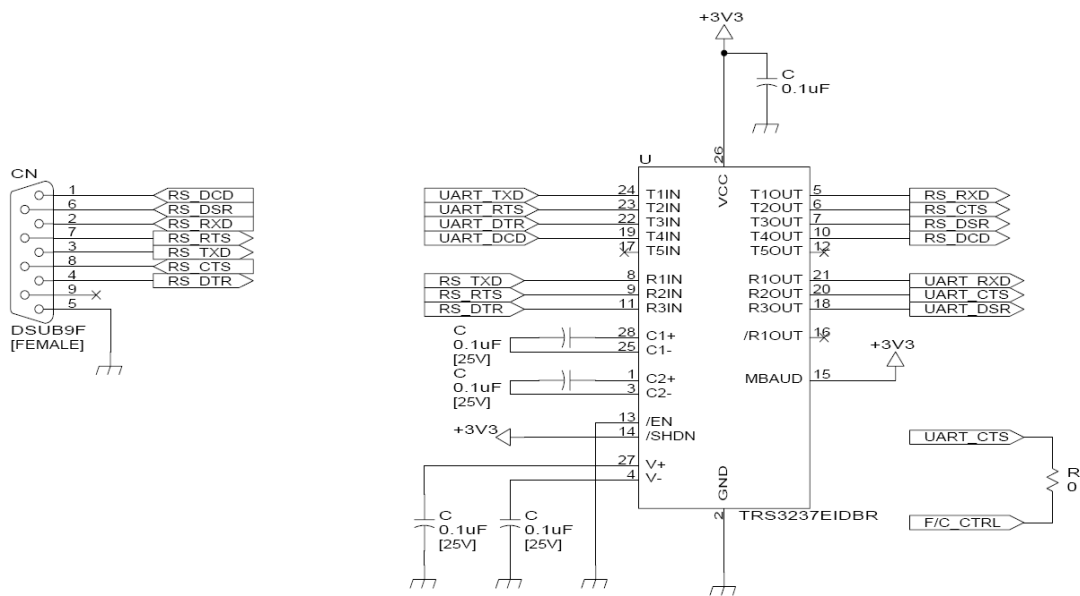 +3V3
C
0.1uF
CN
1 RS_DCD
6 RS_DSR
2 RS_RXD
7 RS_RTS
3 RS_TXD
8 RS_CTS
4 RS_DTR
9
5
DSUB9F
[FEMALE]
U
26
VCC
UART_TXD 24 T1IN T1OUT 5 RS_RXD
UART_RTS 23 T2IN T2OUT 6 RS_CTS
UART_DTR 22 T3IN T3OUT 7 RS_DSR
UART_DCD 19 T4IN T4OUT 10 RS_DCD
17 T5IN T5OUT 12
RS_TXD 8 R1IN R1OUT 21 UART_RXD
RS_RTS 9 R2IN R2OUT 20 UART_CTS
RS_DTR 11 R3IN R3OUT 18 UART_DSR
C
0.1uF
[25V]
28 C1+ /R1OUT 16
25 C1-
C
0.1uF
[25V]
1 C2+ MBAUD 15
+3V3
3 C2-
13 /EN
+3V3 14 /SHDN
27 V+
4 V-
GND
2
TRS3237EIDBR
C
0.1uF
[25V]
C
0.1uF
[25V]
UART_CTS
R
0
F/C_CTRL